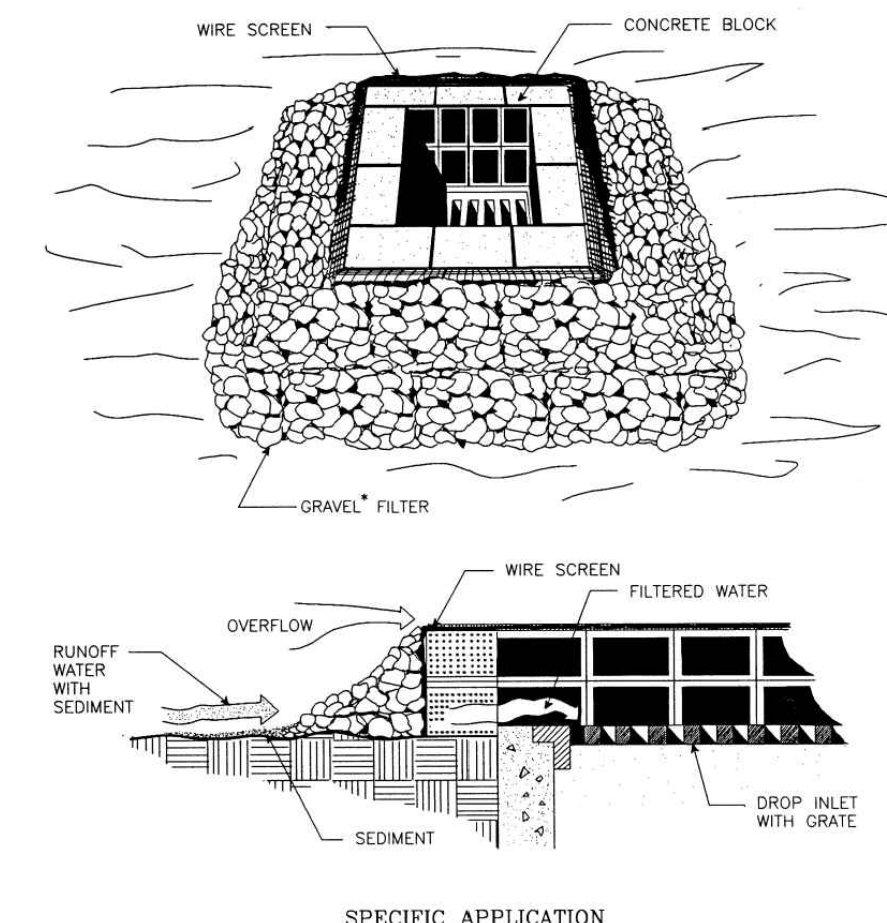 WIRE SCREEN
CONCRETE BLOCK
GRAVEL* FILTER
WIRE SCREEN
FILTERED WATER
OVERFLOW
RUNOFF
WATER
WITH
SEDIMENT
SEDIMENT
DROP INLET
WITH GRATE
SPECIFIC APPLICATION